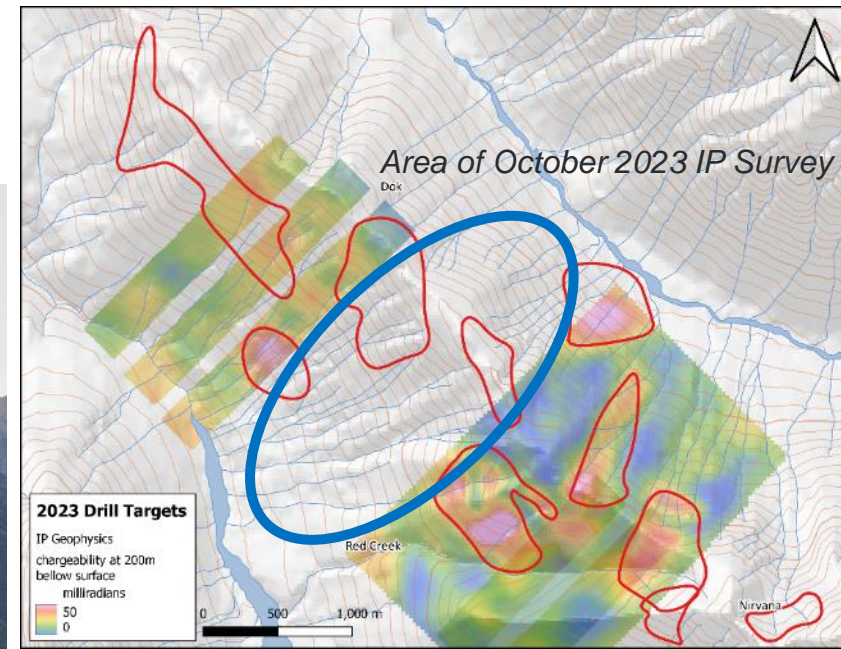 Area of October 2023 IP Survey
Dok
Red Creek
Nirvana
2023 Drill Targets
IP Geophysics
chargeability at 200m
bellow surface
milliradians
50
0
0 500 1,000 m